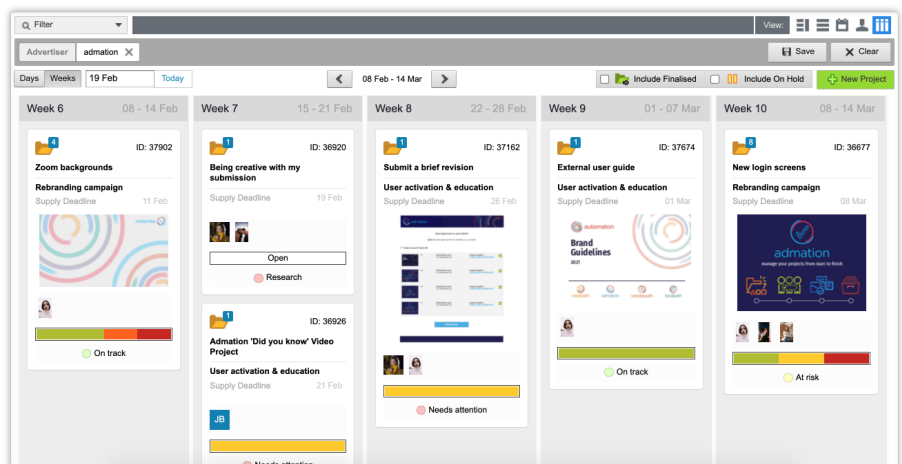 Filter
View:
Advertiser admation
Save
Clear
Days Weeks 19 Feb Today
08 Feb - 14 Mar
Include Finalised
Include On Hold
New Project
Week 6 08 - 14 Feb
4 ID: 37902
Zoom backgrounds
Rebranding campaign
Supply Deadline 11 Feb
On track
Week 7 15 - 21 Feb
1 ID: 36920
Being creative with my
submission
Supply Deadline 19 Feb
Open
Research
1 ID: 36926
Admation 'Did you know' Video
Project
User activation & education
Supply Deadline 21 Feb
JB
Needs attention
Week 8 22 - 28 Feb
1 ID: 37162
Submit a brief revision
User activation & education
Supply Deadline 26 Feb
admation
Needs attention
Week 9 01 - 07 Mar
1 ID: 37674
External user guide
User activation & education
Supply Deadline 01 Mar
automation
Brand
Guidelines
2021
On track
Week 10 08 - 14 Mar
8 ID: 36677
New login screens
Rebranding campaign
Supply Deadline 08 Mar
admation
manage your projects from start to finish
At risk